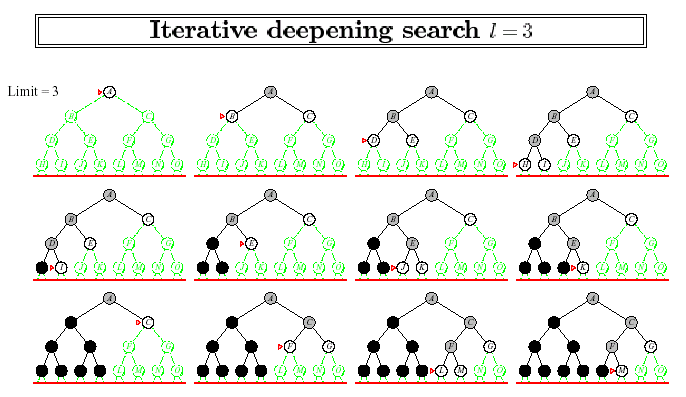 Iterative deepening search l = 3
Limit = 3
A
B C
D E F G
H I J K L M N O
A
B C
D E F G
H I J K L M N O
A
B C
D E F G
H I J K L M N O
A
B C
D E F G
H I J K L M N O
A
B C
D E F G
I J K L M N O
A
B C
E F G
J K L M N O
A
B C
E F G
J K L M N O
A
B C
E F G
K L M N O
A
C
F G
L M N O
A
C
F G
L M N O
A
C
F G
L M N O
A
C
F G
M N O